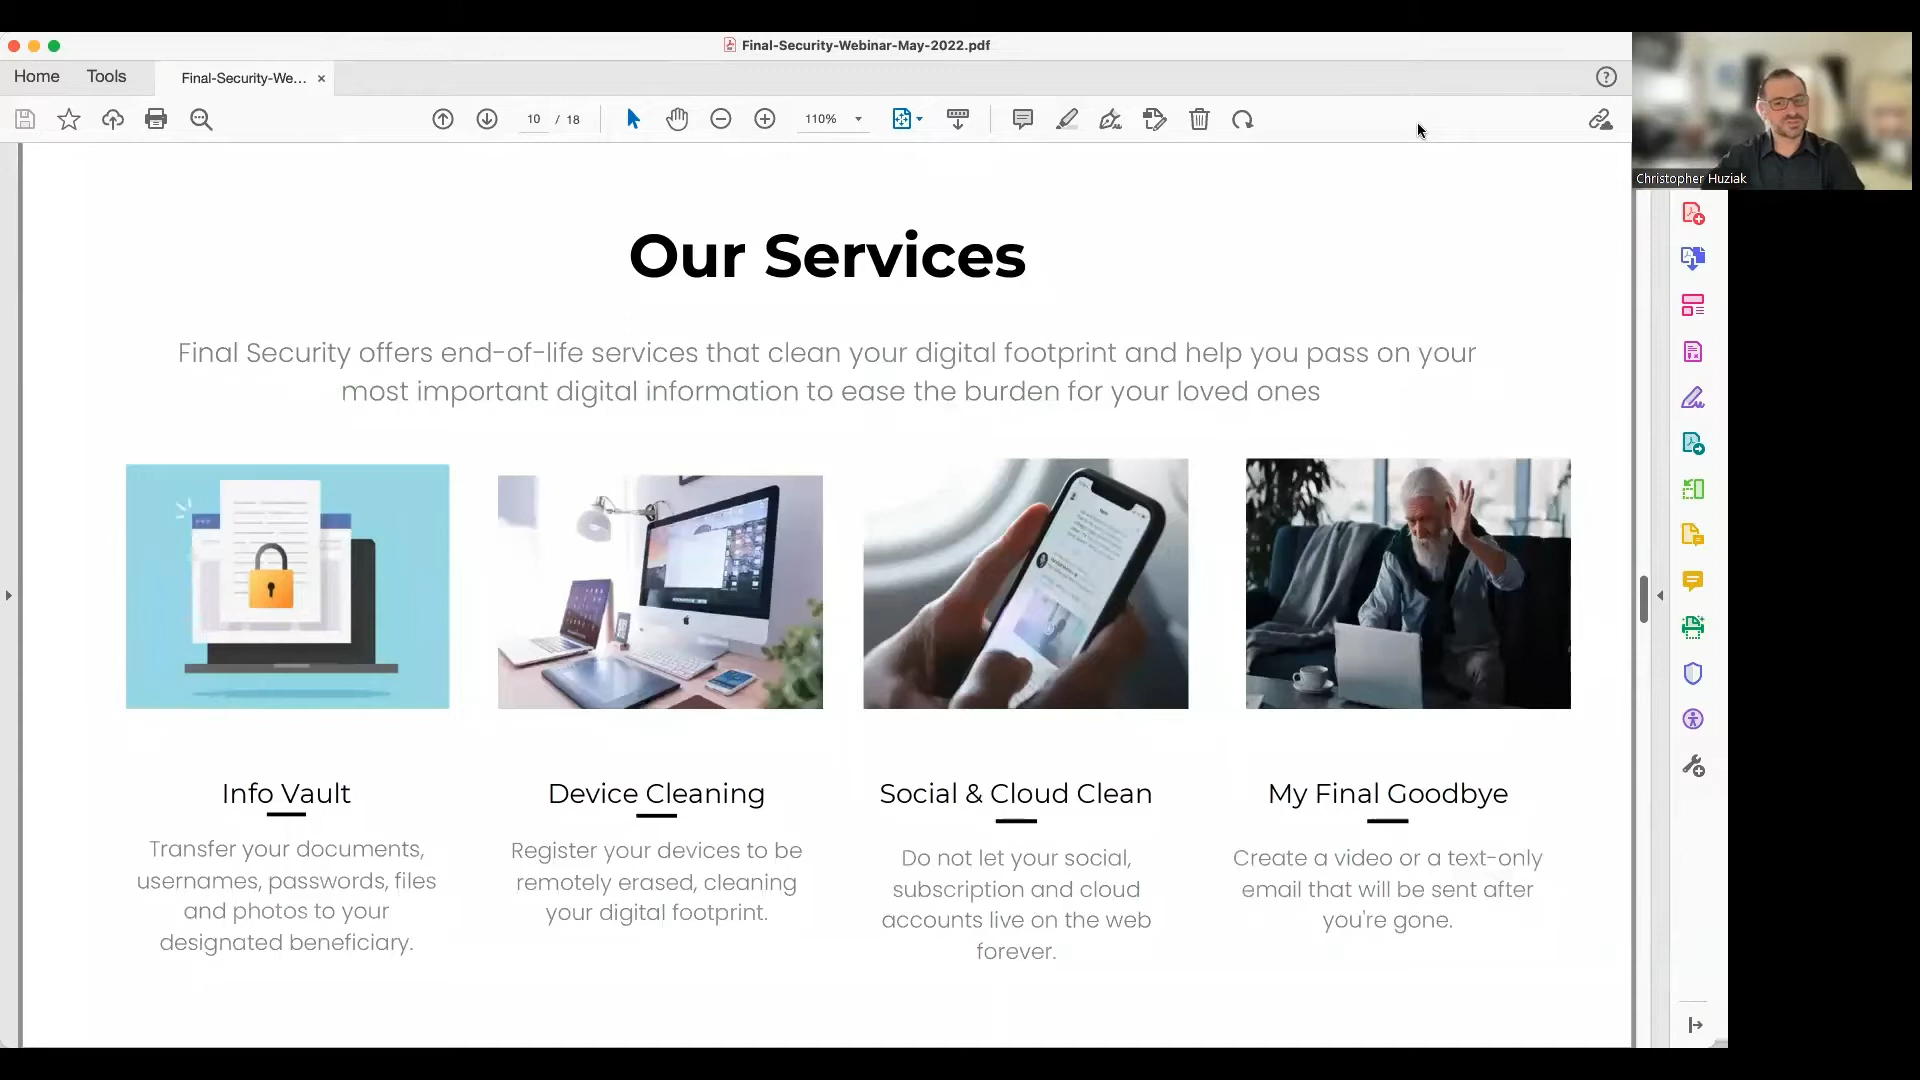 Final-Security-Webinar-May-2022.pdf
Home
Tools
Final-Security-We...
10 / 18
110%
Christopher Huziak
Our Services
Final Security offers end-of-life services that clean your digital footprint and help you pass on your
most important digital information to ease the burden for your loved ones
Info Vault
Transfer your documents,
usernames, passwords, files
and photos to your
designated beneficiary.
Device Cleaning
Register your devices to be
remotely erased, cleaning
your digital footprint.
Social & Cloud Clean
Do not let your social,
subscription and cloud
accounts live on the web
forever.
My Final Goodbye
Create a video or a text-only
email that will be sent after
you're gone.